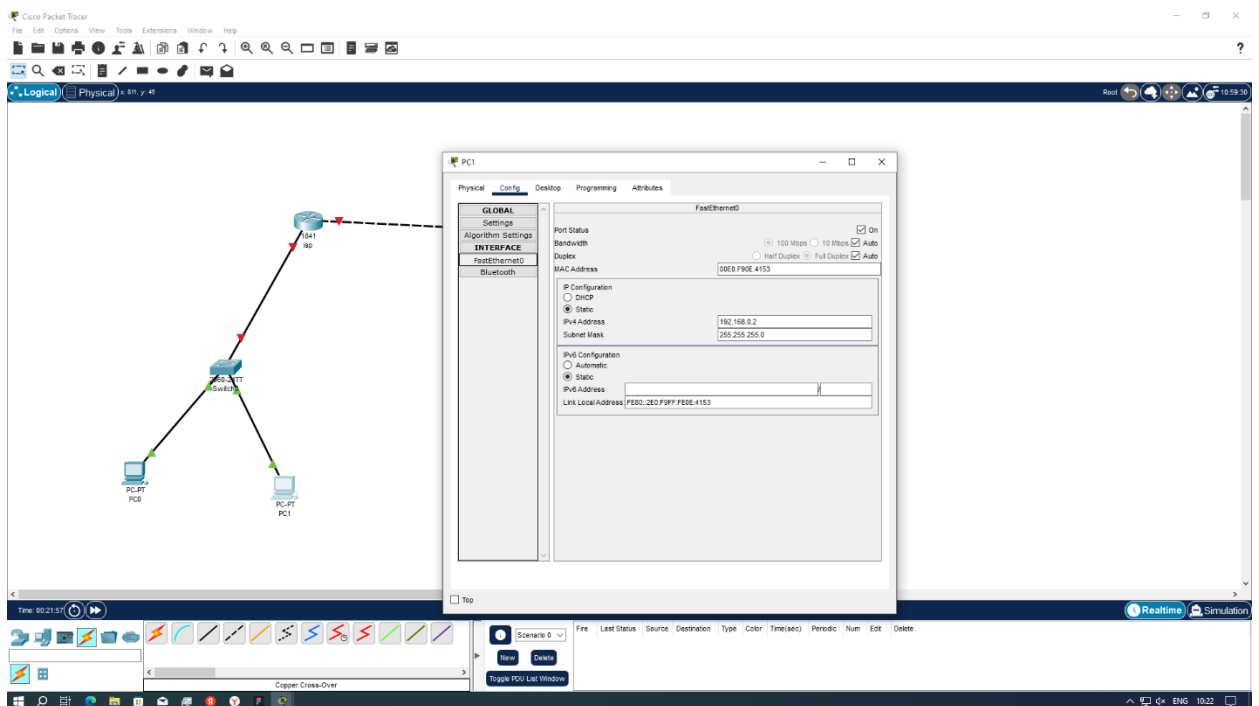 Cisco Packet Tracer
File Edit Options View Tools Extensions Window Help
?
Logical Physical x: 811, y: 48 Root 10:59:30
PC1
Physical Config Desktop Programming Attributes
GLOBAL
Settings
Algorithm Settings
INTERFACE
FastEthernet0
Bluetooth
FastEthernet0
Port Status On
Bandwidth 100 Mbps 10 Mbps Auto
Duplex Half Duplex Full Duplex Auto
MAC Address 00E0.F90E.4153
IP Configuration
DHCP
Static
IPv4 Address 192.168.0.2
Subnet Mask 255.255.255.0
IPv6 Configuration
Automatic
Static
IPv6 Address /
Link Local Address: FE80::2E0:F9FF:FE0E:4153
Top
1841
isp
2960-24TT
Switch0
PC-PT
PC0
PC-PT
PC1
Time: 00:21:57 Realtime Simulation
Copper Cross-Over
Scenario 0
New Delete
Toggle PDU List Window
Fire Last Status Source Destination Type Color Time(sec) Periodic Num Edit Delete
ENG 10:22